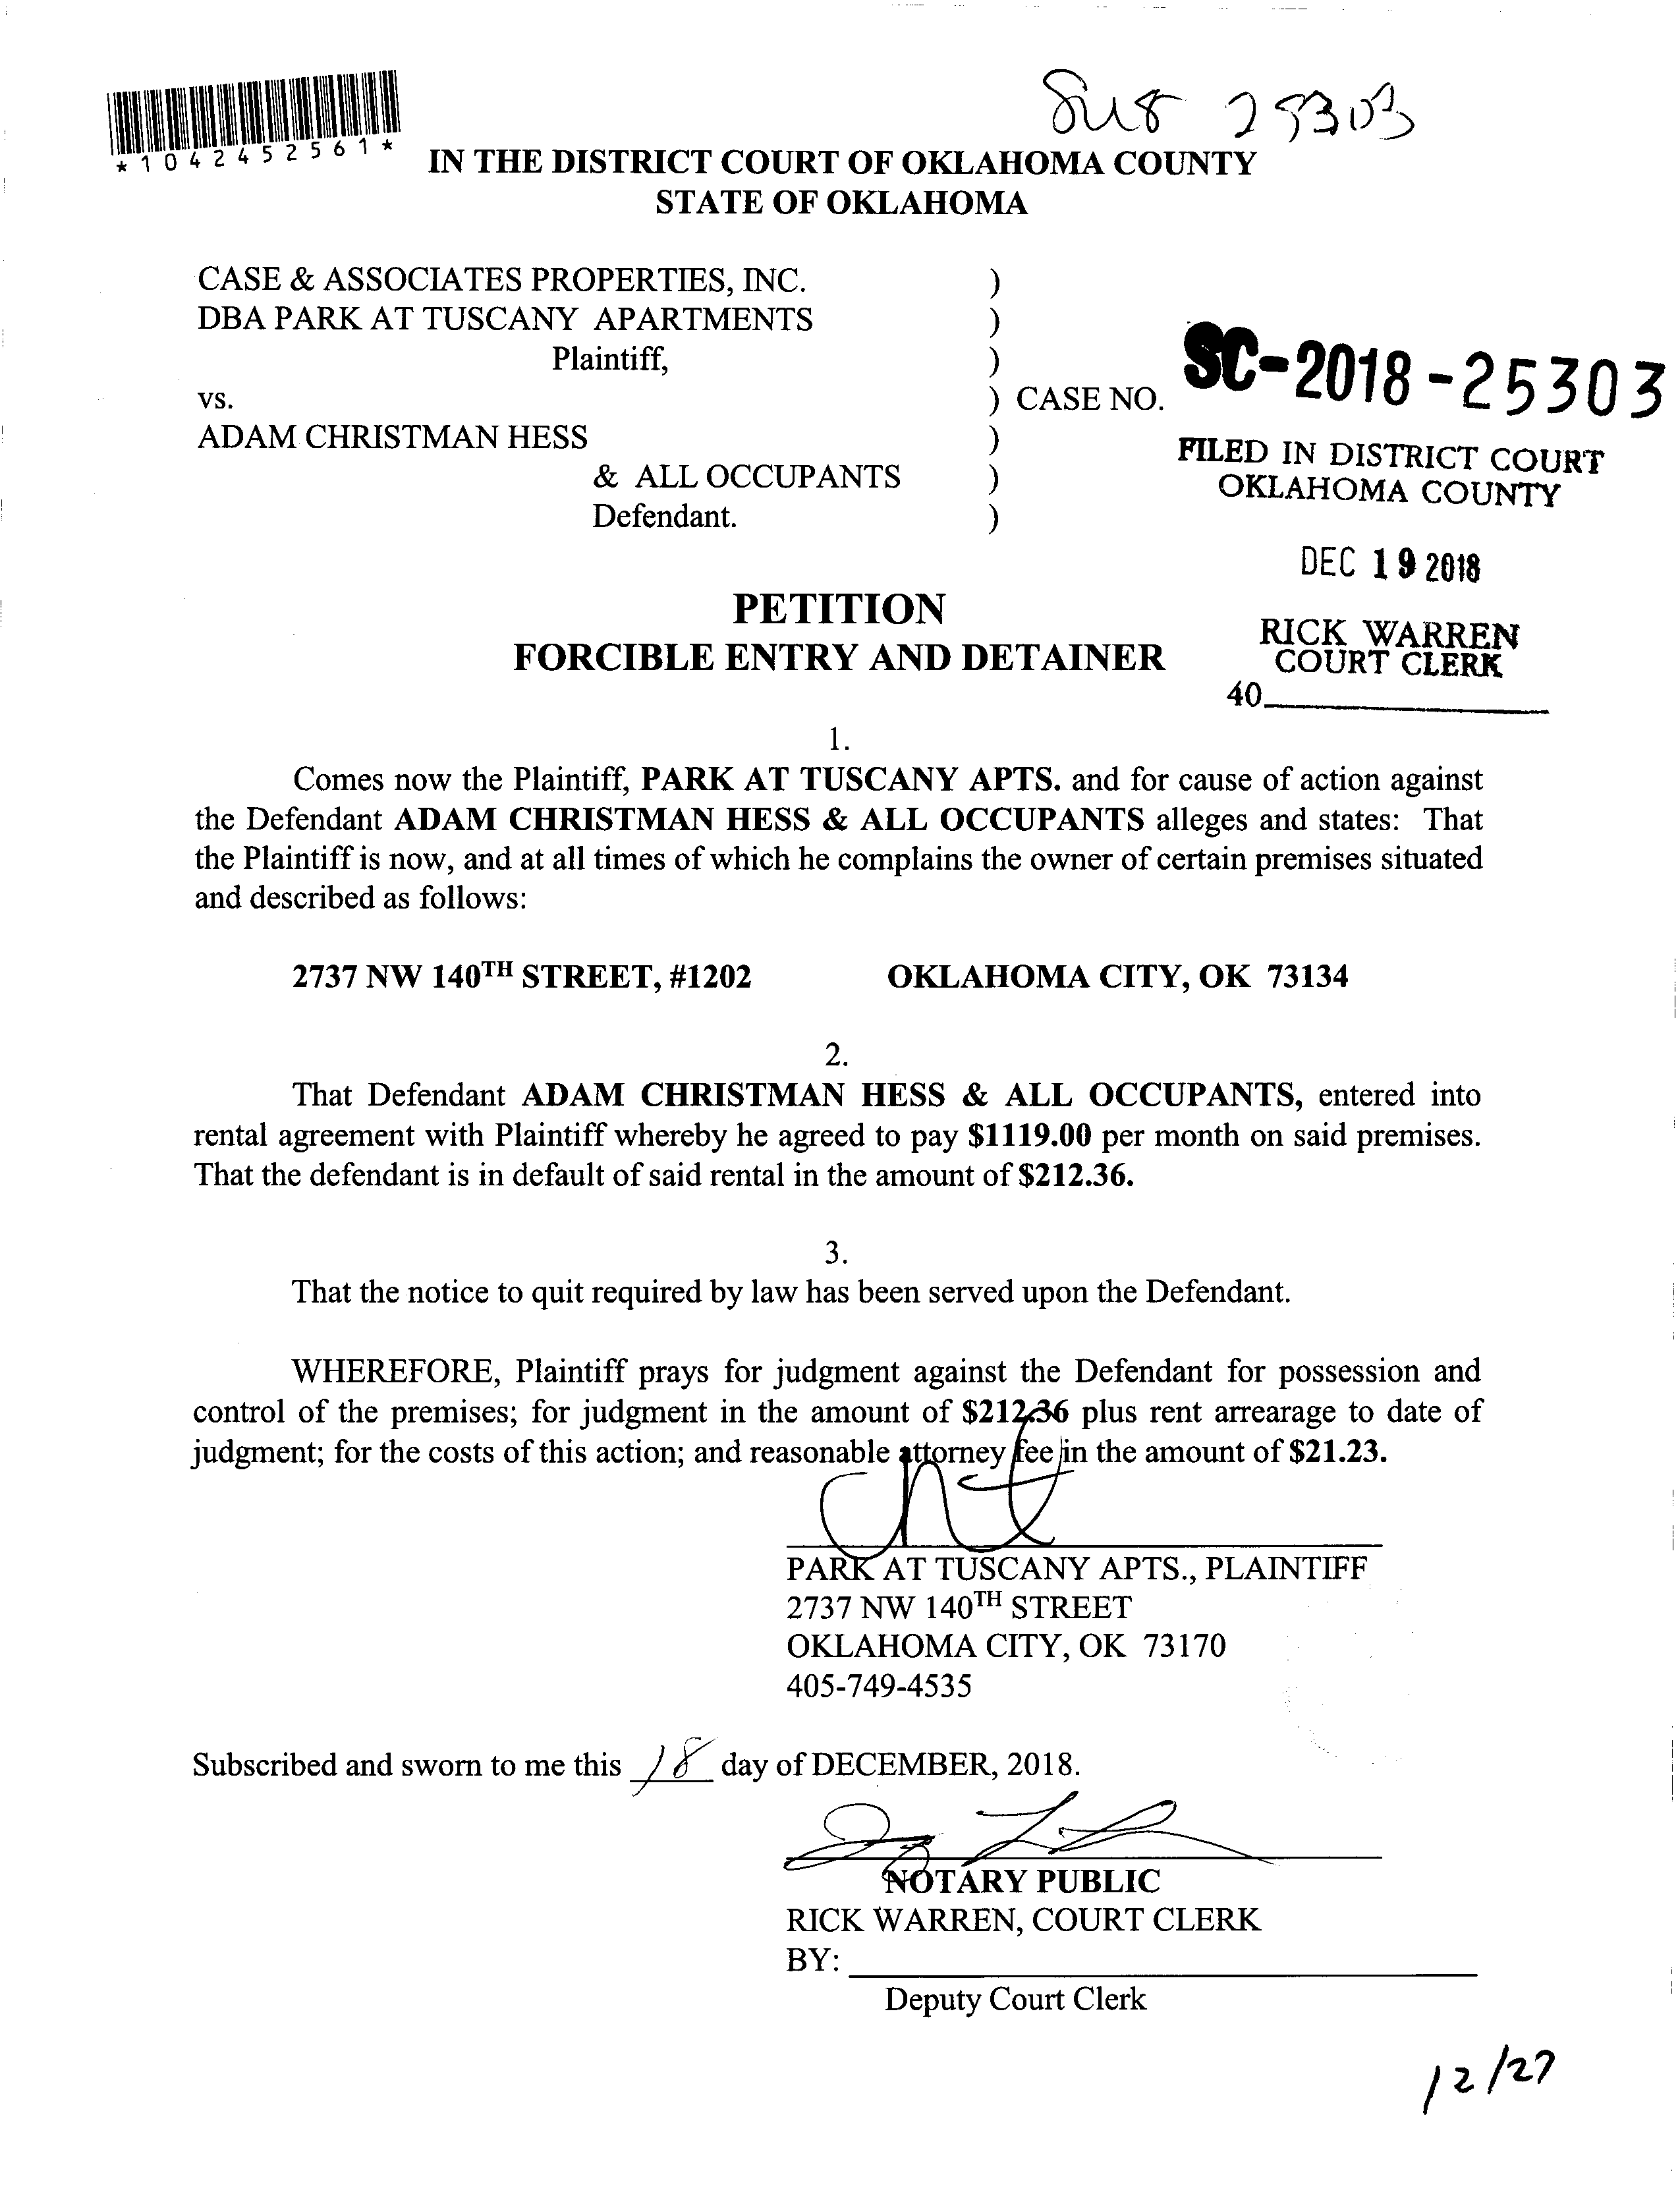 *1042452561*
25303
IN THE DISTRICT COURT OF OKLAHOMA COUNTY
STATE OF OKLAHOMA
CASE & ASSOCIATES PROPERTIES, INC. )
DBA PARK AT TUSCANY APARTMENTS )
Plaintiff, )
vs. ) CASE NO. SC-2018-25303
ADAM CHRISTMAN HESS )
& ALL OCCUPANTS )
Defendant. )
FILED IN DISTRICT COURT
OKLAHOMA COUNTY
DEC 19 2018
RICK WARREN
COURT CLERK
40
PETITION
FORCIBLE ENTRY AND DETAINER
1.
Comes now the Plaintiff, PARK AT TUSCANY APTS. and for cause of action against
the Defendant ADAM CHRISTMAN HESS & ALL OCCUPANTS alleges and states: That
the Plaintiff is now, and at all times of which he complains the owner of certain premises situated
and described as follows:
2737 NW 140TH STREET, #1202 OKLAHOMA CITY, OK 73134
2.
That Defendant ADAM CHRISTMAN HESS & ALL OCCUPANTS, entered into
rental agreement with Plaintiff whereby he agreed to pay $1119.00 per month on said premises.
That the defendant is in default of said rental in the amount of $212.36.
3.
That the notice to quit required by law has been served upon the Defendant.
WHEREFORE, Plaintiff prays for judgment against the Defendant for possession and
control of the premises; for judgment in the amount of $212.36 plus rent arrearage to date of
judgment; for the costs of this action; and reasonable attorney fee in the amount of $21.23.
PARK AT TUSCANY APTS., PLAINTIFF
2737 NW 140TH STREET
OKLAHOMA CITY, OK 73170
405-749-4535
Subscribed and sworn to me this 18 day of DECEMBER, 2018.
NOTARY PUBLIC
RICK WARREN, COURT CLERK
BY:
Deputy Court Clerk
12/27